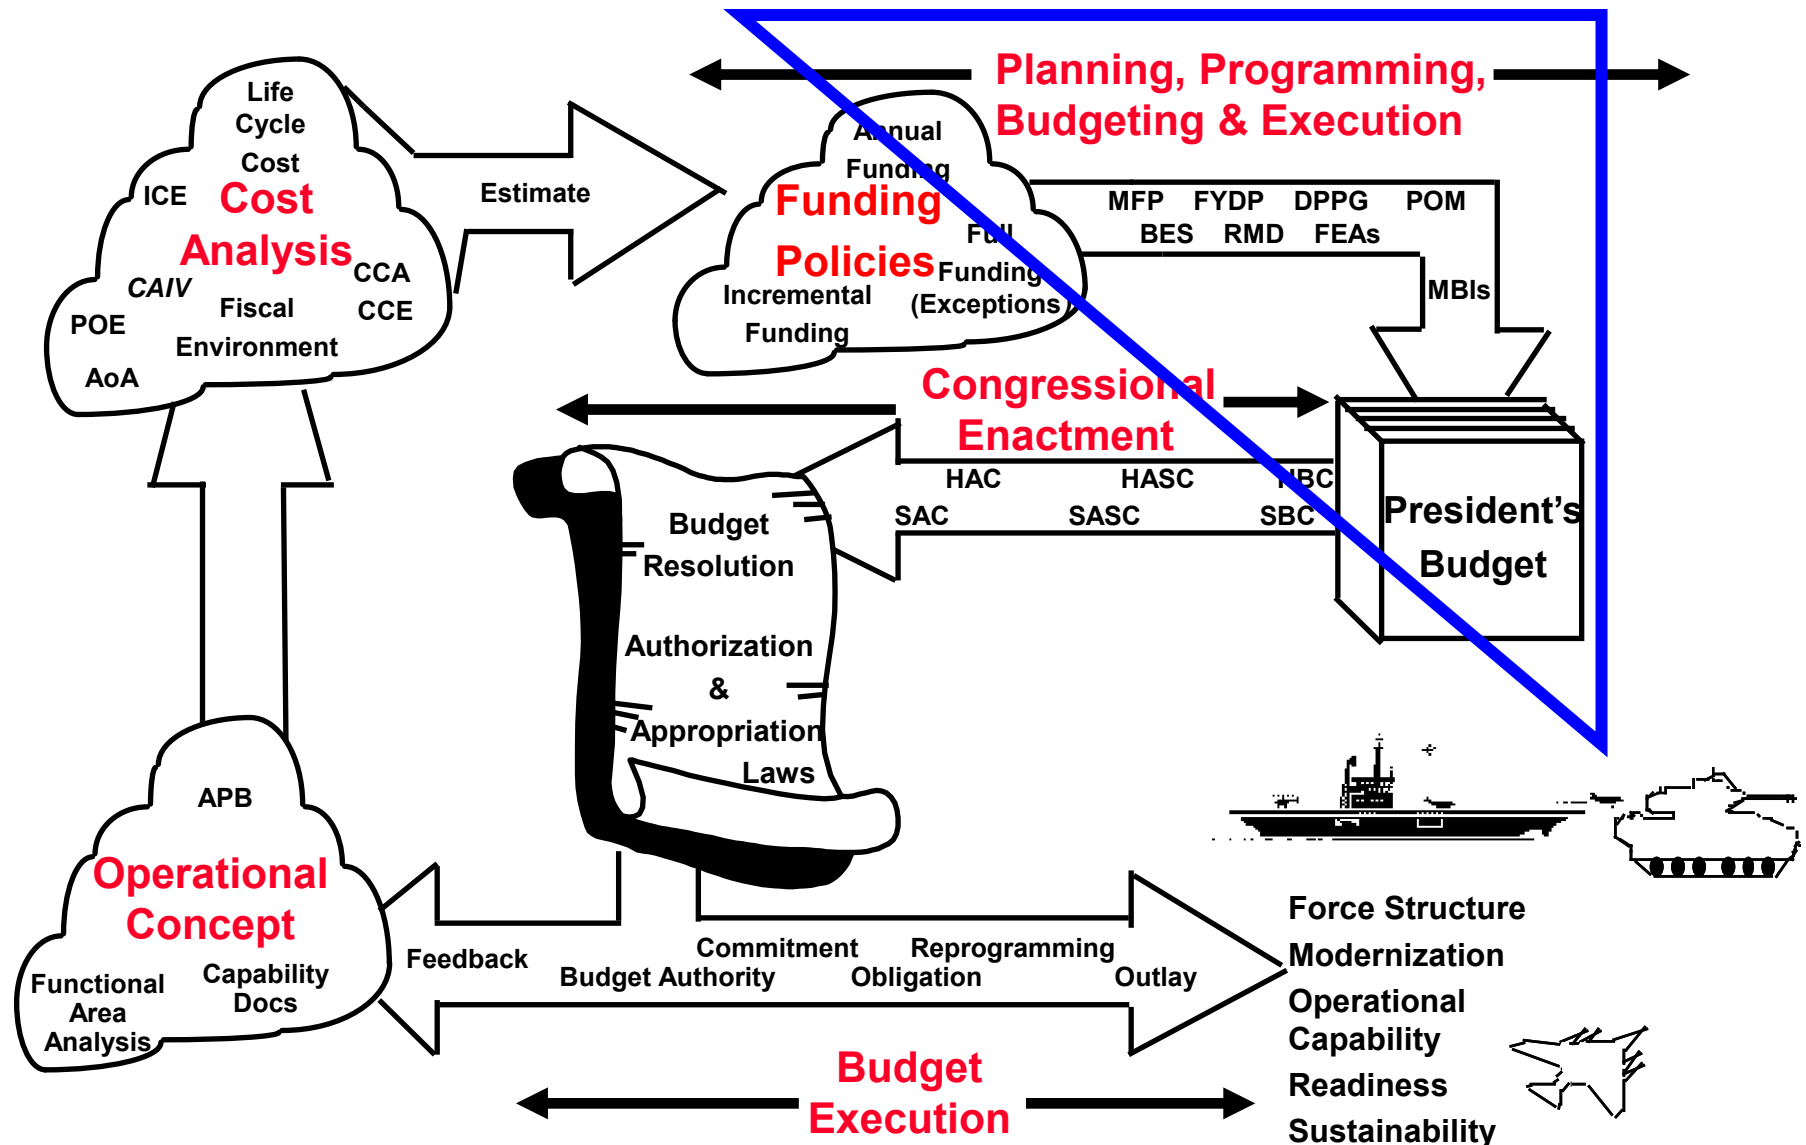 Planning, Programming,
Budgeting & Execution
Life
Cycle
Cost
ICE
Cost
Analysis
CAIV
CCA
CCE
POE
Fiscal
Environment
AoA
Estimate
Annual
Funding
Funding
Policies
Full
Funding
(Exceptions
Incremental
Funding
MFP FYDP DPPG POM
BES RMD FEAs
MBIs
Congressional
Enactment
HAC HASC HBC
SAC SASC SBC
President's
Budget
Budget
Resolution
Authorization
&
Appropriation
Laws
APB
Operational
Concept
Functional
Area
Analysis
Capability
Docs
Feedback
Commitment Reprogramming
Budget Authority Obligation Outlay
Force Structure
Modernization
Operational
Capability
Readiness
Sustainability
Budget
Execution